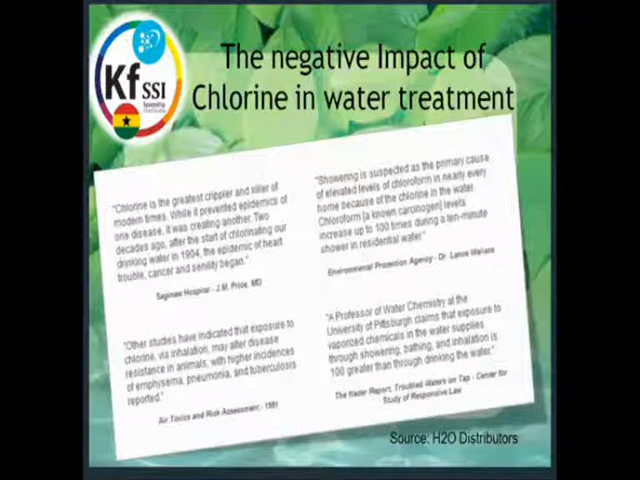 Kf SSI
Spaceship
Institute
The negative Impact of
Chlorine in water treatment
"Chlorine is the greatest crippler and killer of
modern times. While it prevented epidemics of
one disease, it was creating another. Two
decades ago, after the start of chlorinating our
drinking water in 1904, the epidemic of heart
trouble, cancer and senility began."
Saginaw Hospital - J.M. Price, MD
"Other studies have indicated that exposure to
chlorine, via inhalation, may alter disease
resistance in animals, with higher incidences
of emphysema, pneumonia, and tuberculosis
reported."
Air Toxics and Risk Assessment - 1991
"Showering is suspected as the primary cause
of elevated levels of chloroform in nearly every
home because of the chlorine in the water.
Chloroform [a known carcinogen] levels
increase up to 100 times during a ten-minute
shower in residential water"
Environmental Protection Agency - Dr. Lance Wallace
"A Professor of Water Chemistry at the
University of Pittsburgh claims that exposure to
vaporized chemicals in the water supplies
through showering, bathing, and inhalation is
100 greater than through drinking the water."
The Nader Report, Troubled Waters on Tap - Center for
Study of Responsive Law
Source: H2O Distributors